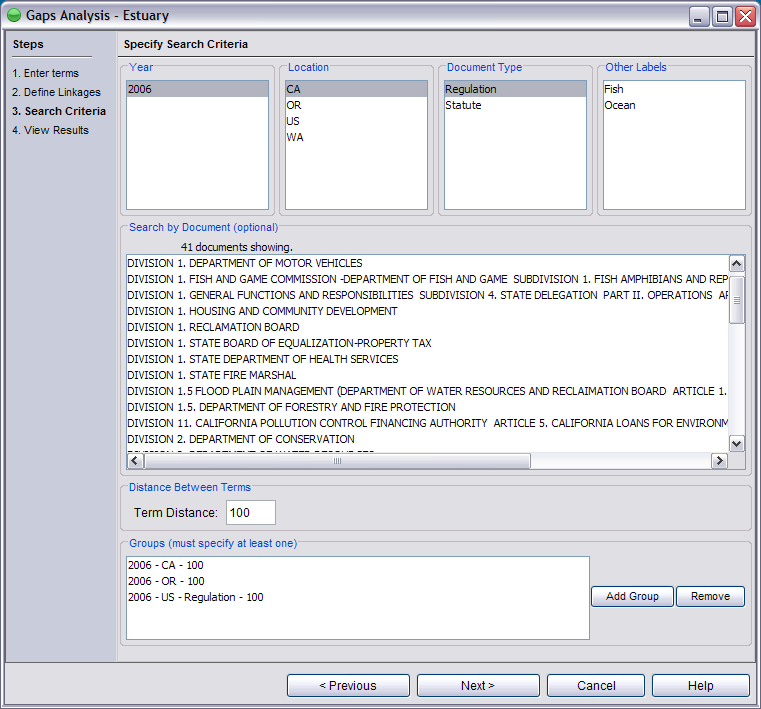 Gaps Analysis - Estuary
Steps
1. Enter terms
2. Define Linkages
3. Search Criteria
4. View Results
Specify Search Criteria
Year
2006
Location
CA
OR
US
WA
Document Type
Regulation
Statute
Other Labels
Fish
Ocean
Search by Document (optional)
41 documents showing.
DIVISION 1. DEPARTMENT OF MOTOR VEHICLES
DIVISION 1. FISH AND GAME COMMISSION -DEPARTMENT OF FISH AND GAME SUBDIVISION 1. FISH AMPHIBIANS AND REP
DIVISION 1. GENERAL FUNCTIONS AND RESPONSIBILITIES SUBDIVISION 4. STATE DELEGATION PART II. OPERATIONS AR
DIVISION 1. HOUSING AND COMMUNITY DEVELOPMENT
DIVISION 1. RECLAMATION BOARD
DIVISION 1. STATE BOARD OF EQUALIZATION-PROPERTY TAX
DIVISION 1. STATE DEPARTMENT OF HEALTH SERVICES
DIVISION 1. STATE FIRE MARSHAL
DIVISION 1.5 FLOOD PLAIN MANAGEMENT (DEPARTMENT OF WATER RESOURCES AND RECLAIMATION BOARD ARTICLE 1.
DIVISION 1.5. DEPARTMENT OF FORESTRY AND FIRE PROTECTION
DIVISION 11. CALIFORNIA POLLUTION CONTROL FINANCING AUTHORITY ARTICLE 5. CALIFORNIA LOANS FOR ENVIRONM
DIVISION 2. DEPARTMENT OF CONSERVATION
Distance Between Terms
Term Distance: 100
Groups (must specify at least one)
2006 - CA - 100
2006 - OR - 100
2006 - US - Regulation - 100
Add Group
Remove
< Previous
Next >
Cancel
Help